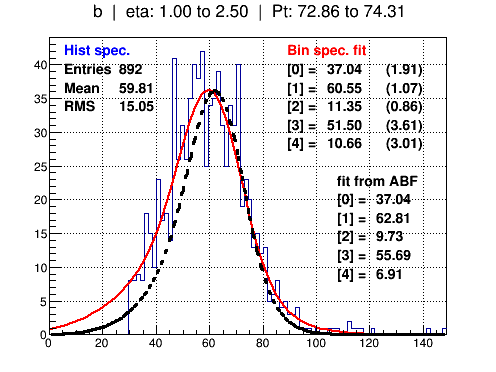 b | eta: 1.00 to 2.50 | Pt: 72.86 to 74.31
Hist spec.
Entries 892
Mean 59.81
RMS 15.05
Bin spec. fit
[0] = 37.04 (1.91)
[1] = 60.55 (1.07)
[2] = 11.35 (0.86)
[3] = 51.50 (3.61)
[4] = 10.66 (3.01)
fit from ABF
[0] = 37.04
[1] = 62.81
[2] = 9.73
[3] = 55.69
[4] = 6.91
40
35
30
25
20
15
10
5
0
0 20 40 60 80 100 120 140